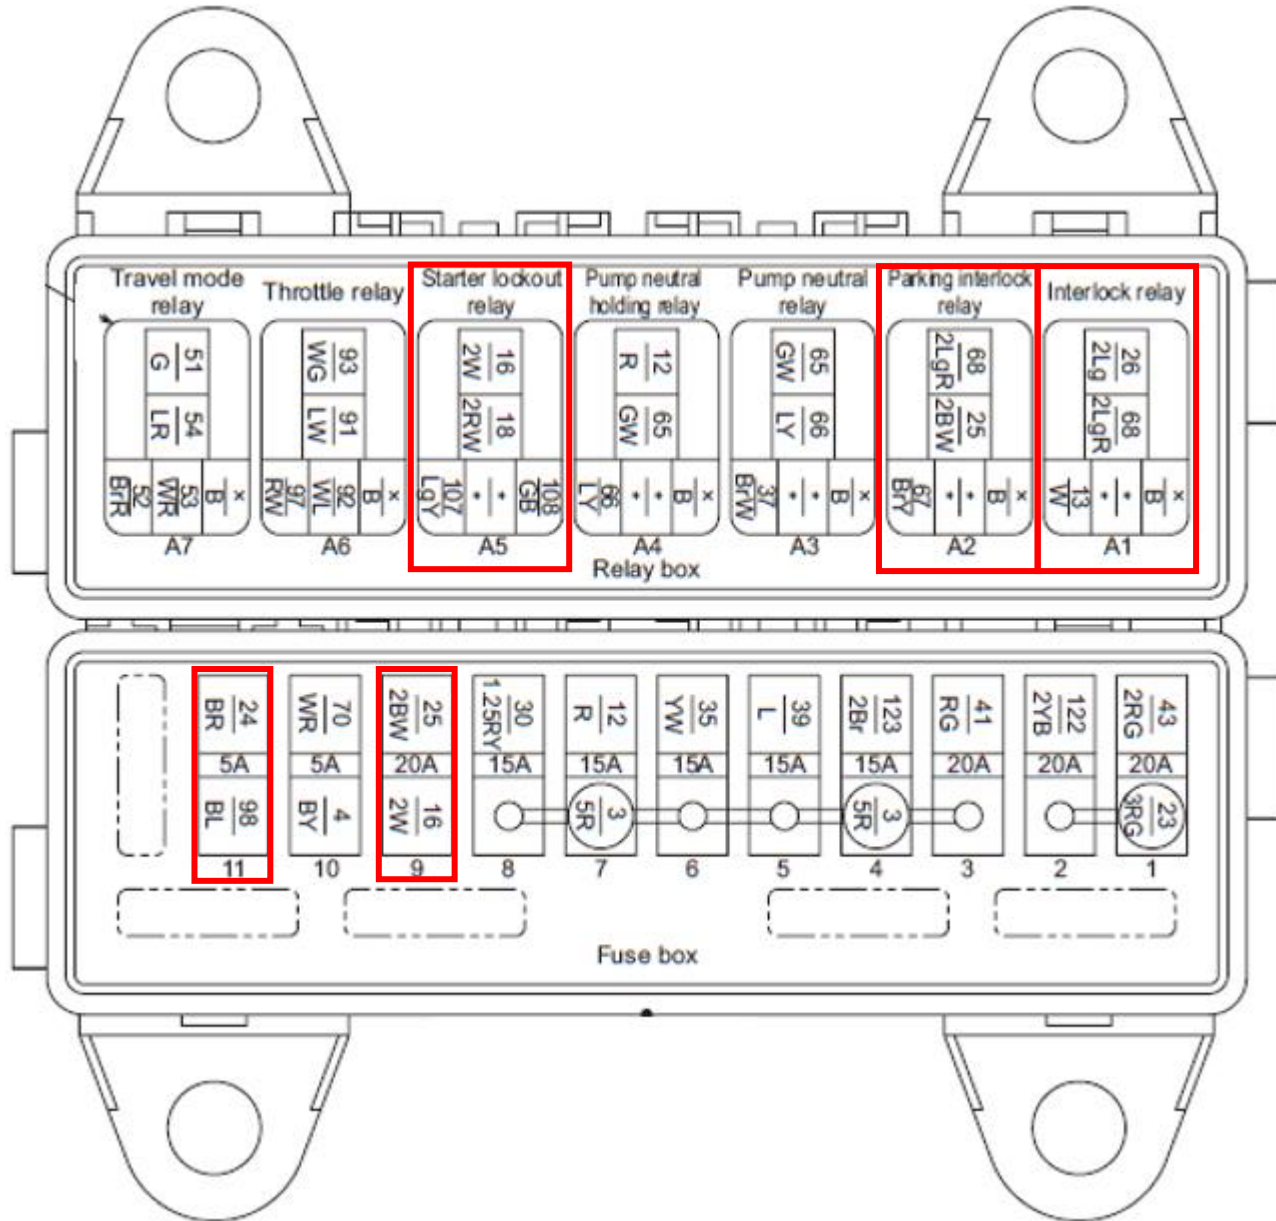 Travel mode relay
Throttle relay
Starter lockout relay
Pump neutral holding relay
Pump neutral relay
Parking interlock relay
Interlock relay
51 G
93 WG
16 2W
12 R
65 GW
68 2LgR
26 2Lg
54 LR
91 LW
18 2RW
65 GW
66 LY
25 2BW
68 2LgR
52 BrR
53 WR
× B
97 RW
92 WL
× B
107 LgY
* *
108 GB
66 LY
* *
× B
37 BrW
* *
× B
67 BrY
* *
× B
13 W
* *
× B
A7 A6 A5 A4 A3 A2 A1
Relay box
24 BR
70 WR
25 2BW
30 1.25RY
12 R
35 YW
39 L
123 2Br
41 RG
122 2YB
43 2RG
5A 5A 20A 15A 15A 15A 15A 15A 20A 20A 20A
98 BL
4 BY
16 2W
3 5R
3 5R
23 3RG
11 10 9 8 7 6 5 4 3 2 1
Fuse box